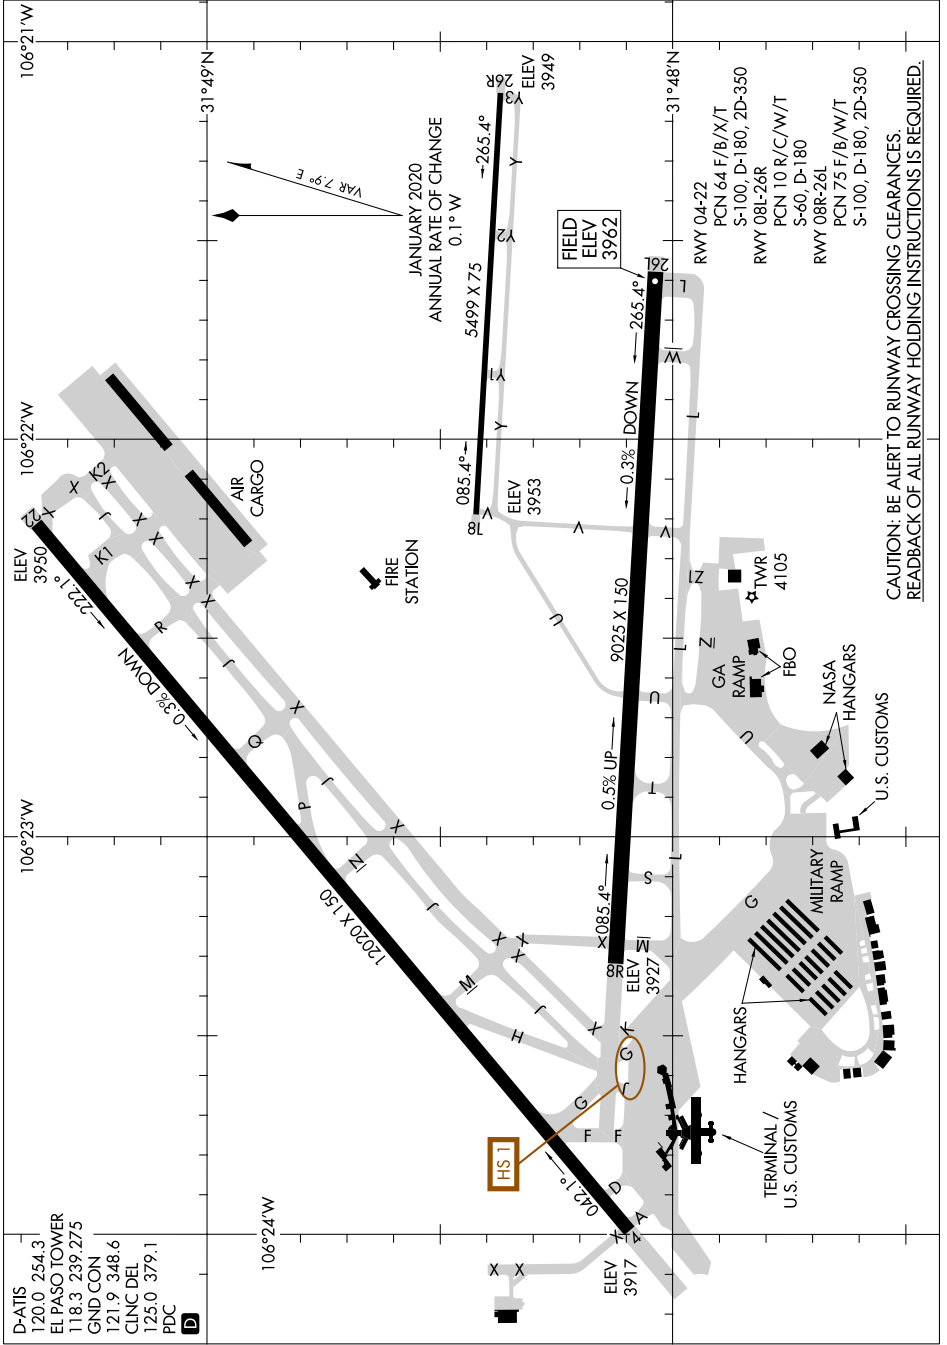 D-ATIS
120.0 254.3
EL PASO TOWER
118.3 239.275
GND CON
121.9 348.6
CLNC DEL
125.0 379.1
PDC
D
106°24'W
106°23'W
106°22'W
106°21'W
31°49'N
31°48'N
JANUARY 2020
ANNUAL RATE OF CHANGE
0.1° W
VAR 7.9° E
ELEV
3950
22
222.1°
0.3% DOWN
12020 X 150
042.1°
4
ELEV
3917
X
X
X
A
D
F
F
G
HS 1
J
G
K
X
H
J
M
X
X
X
X
J
N
X
P
J
Q
X
J
R
X
X
K1
X
X
J
K2
X
X
X
AIR
CARGO
FIRE
STATION
8L
085.4°
5499 X 75
265.4°
26R
ELEV
3949
ELEV
3953
V
Y
Y1
Y2
Y
Y3
V
V
U
8R
ELEV
3927
085.4°
0.5% UP
9025 X 150
0.3% DOWN
265.4°
26L
FIELD
ELEV
3962
M
S
L
T
U
L
Z
Z1
L
W
L
U
G
TWR
4105
GA
RAMP
FBO
NASA
HANGARS
U.S. CUSTOMS
MILITARY
RAMP
HANGARS
TERMINAL /
U.S. CUSTOMS
RWY 04-22
PCN 64 F/B/X/T
S-100, D-180, 2D-350
RWY 08L-26R
PCN 10 R/C/W/T
S-60, D-180
RWY 08R-26L
PCN 75 F/B/W/T
S-100, D-180, 2D-350
CAUTION: BE ALERT TO RUNWAY CROSSING CLEARANCES.
READBACK OF ALL RUNWAY HOLDING INSTRUCTIONS IS REQUIRED.